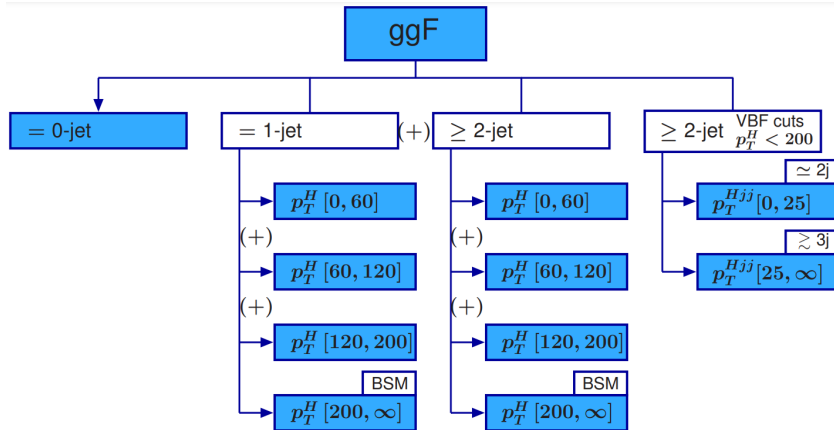 ggF
= 0-jet
= 1-jet
(+)
≥ 2-jet
≥ 2-jet VBF cuts
p_T^H < 200
p_T^H [0, 60]
(+)
p_T^H [60, 120]
(+)
p_T^H [120, 200]
BSM
p_T^H [200, ∞]
p_T^H [0, 60]
(+)
p_T^H [60, 120]
(+)
p_T^H [120, 200]
BSM
p_T^H [200, ∞]
≃ 2j
p_T^{Hjj} [0, 25]
≳ 3j
p_T^{Hjj} [25, ∞]